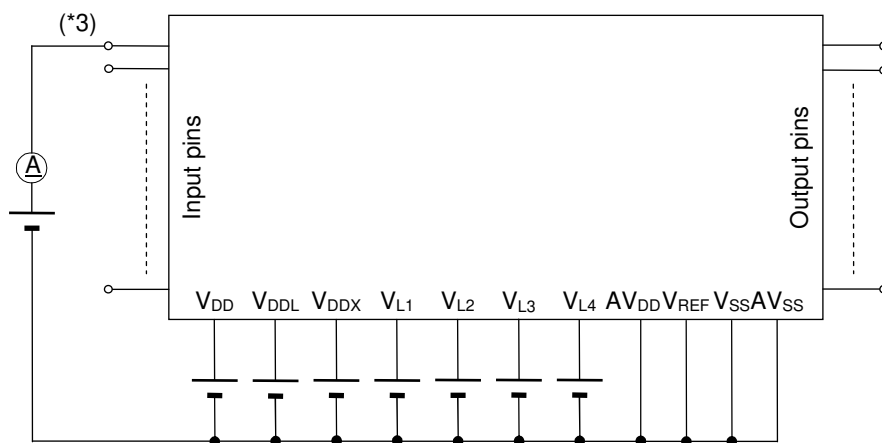 (*3)
A
Input pins
Output pins
VDD VDDL VDDX VL1 VL2 VL3 VL4 AVDD VREF VSS AVSS